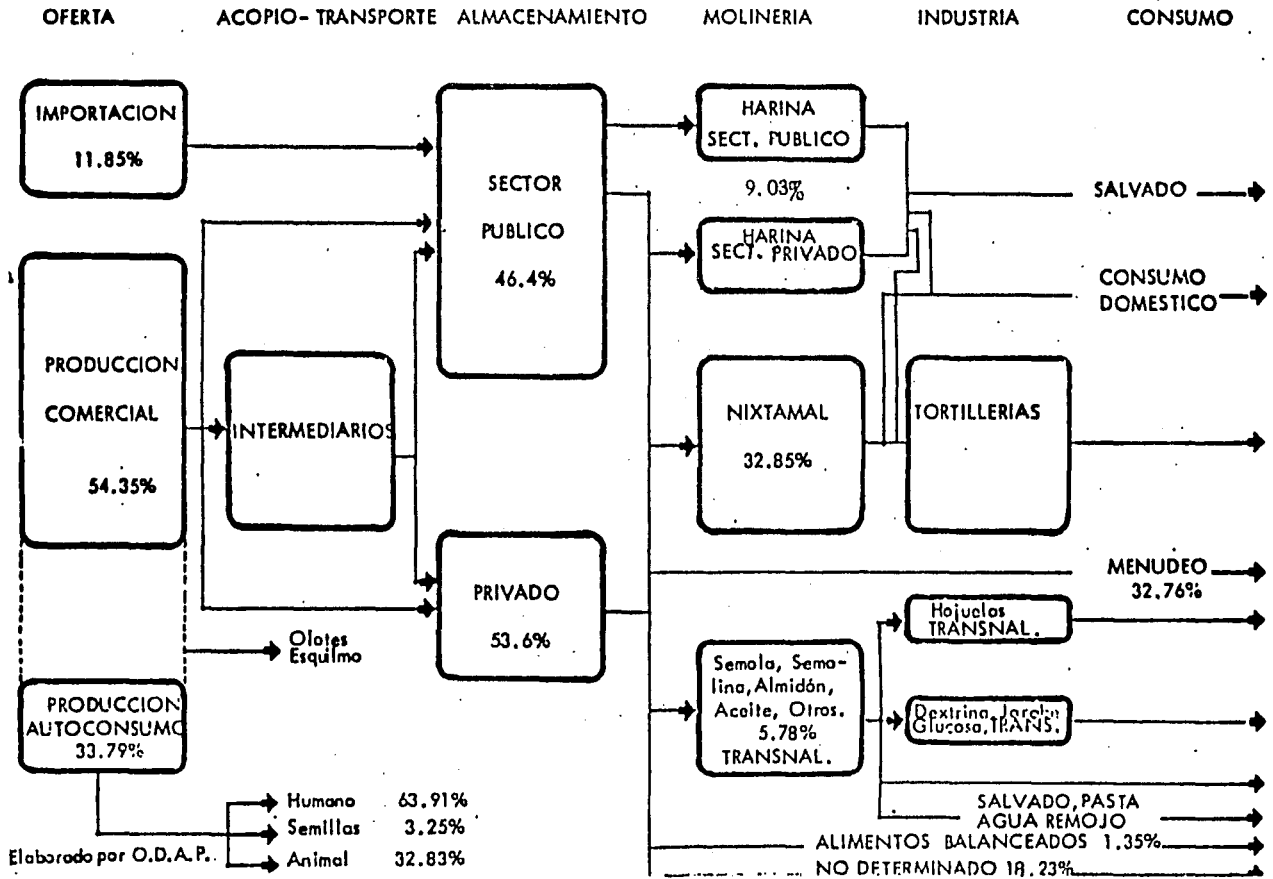 OFERTA
ACOPIO-TRANSPORTE
ALMACENAMIENTO
MOLINERIA
INDUSTRIA
CONSUMO
IMPORTACION
11.85%
PRODUCCION
COMERCIAL
54.35%
PRODUCCION
AUTOCONSUMO
33.79%
INTERMEDIARIOS
Olotes
Esquilmo
Humano 63.91%
Semillas 3.25%
Animal 32.83%
Elaborado por O.D.A.P.
SECTOR
PUBLICO
46.4%
PRIVADO
53.6%
HARINA
SECT. PUBLICO
9.03%
HARINA
SECT. PRIVADO
NIXTAMAL
32.85%
Semola, Semo-
lina, Almidón,
Aceite, Otros.
5.78%
TRANSNAL.
TORTILLERIAS
Hojuelas
TRANSNAL.
Dextrina, Jarabe
Glucosa, TRANS.
SALVADO
CONSUMO
DOMESTICO
MENUDEO
32.76%
SALVADO, PASTA
AGUA REMOJO
ALIMENTOS BALANCEADOS 1.35%
NO DETERMINADO 18.23%